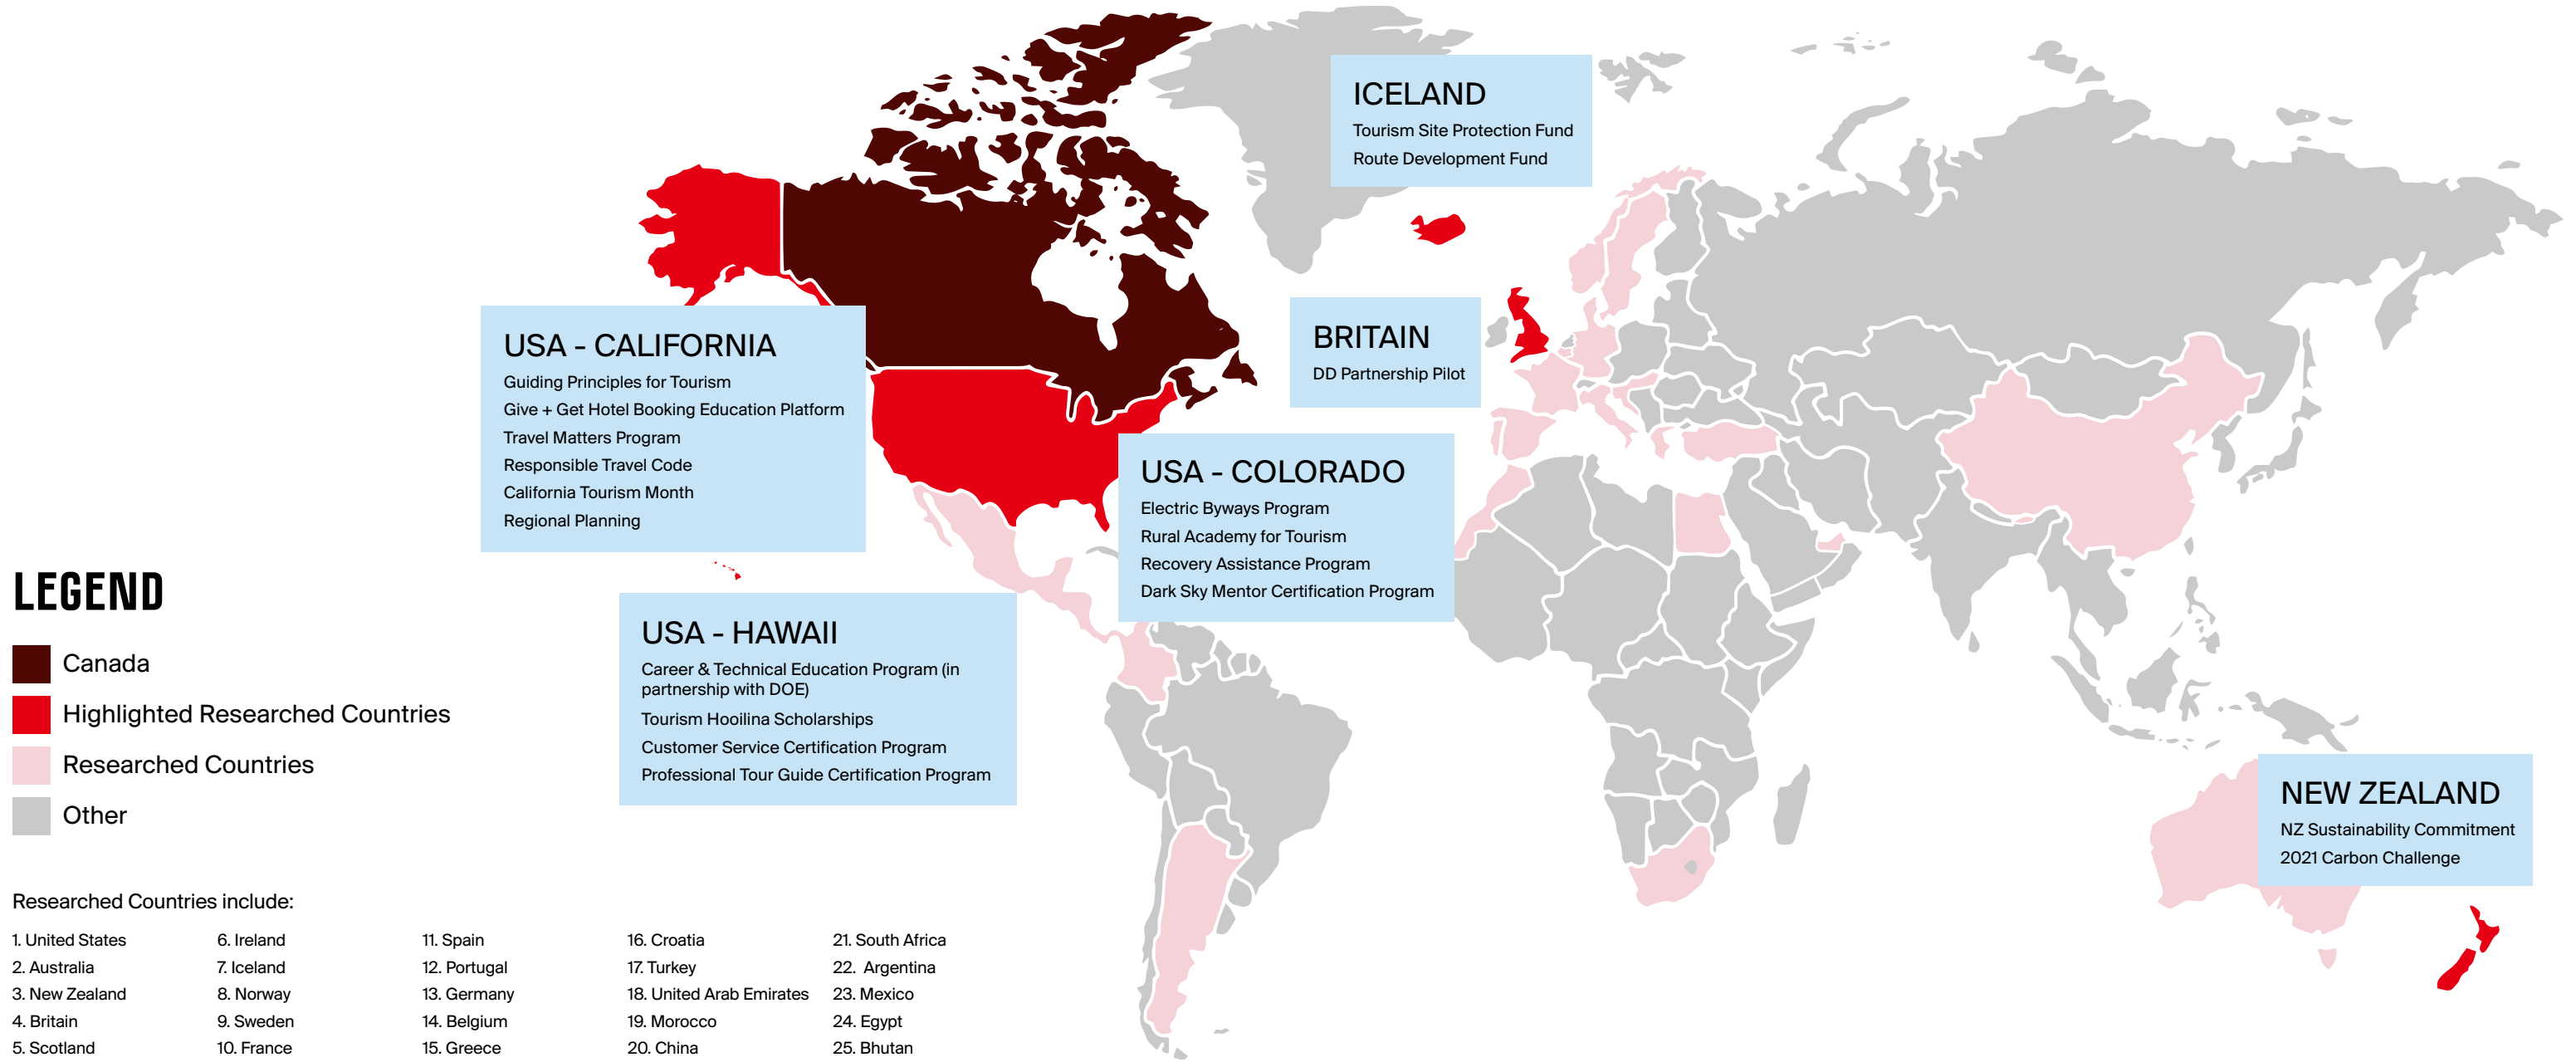 ICELAND
Tourism Site Protection Fund
Route Development Fund
BRITAIN
DD Partnership Pilot
USA - CALIFORNIA
Guiding Principles for Tourism
Give + Get Hotel Booking Education Platform
Travel Matters Program
Responsible Travel Code
California Tourism Month
Regional Planning
USA - COLORADO
Electric Byways Program
Rural Academy for Tourism
Recovery Assistance Program
Dark Sky Mentor Certification Program
USA - HAWAII
Career & Technical Education Program (in
partnership with DOE)
Tourism Hooilina Scholarships
Customer Service Certification Program
Professional Tour Guide Certification Program
NEW ZEALAND
NZ Sustainability Commitment
2021 Carbon Challenge
LEGEND
Canada
Highlighted Researched Countries
Researched Countries
Other
Researched Countries include:
1. United States
2. Australia
3. New Zealand
4. Britain
5. Scotland
6. Ireland
7. Iceland
8. Norway
9. Sweden
10. France
11. Spain
12. Portugal
13. Germany
14. Belgium
15. Greece
16. Croatia
17. Turkey
18. United Arab Emirates
19. Morocco
20. China
21. South Africa
22. Argentina
23. Mexico
24. Egypt
25. Bhutan